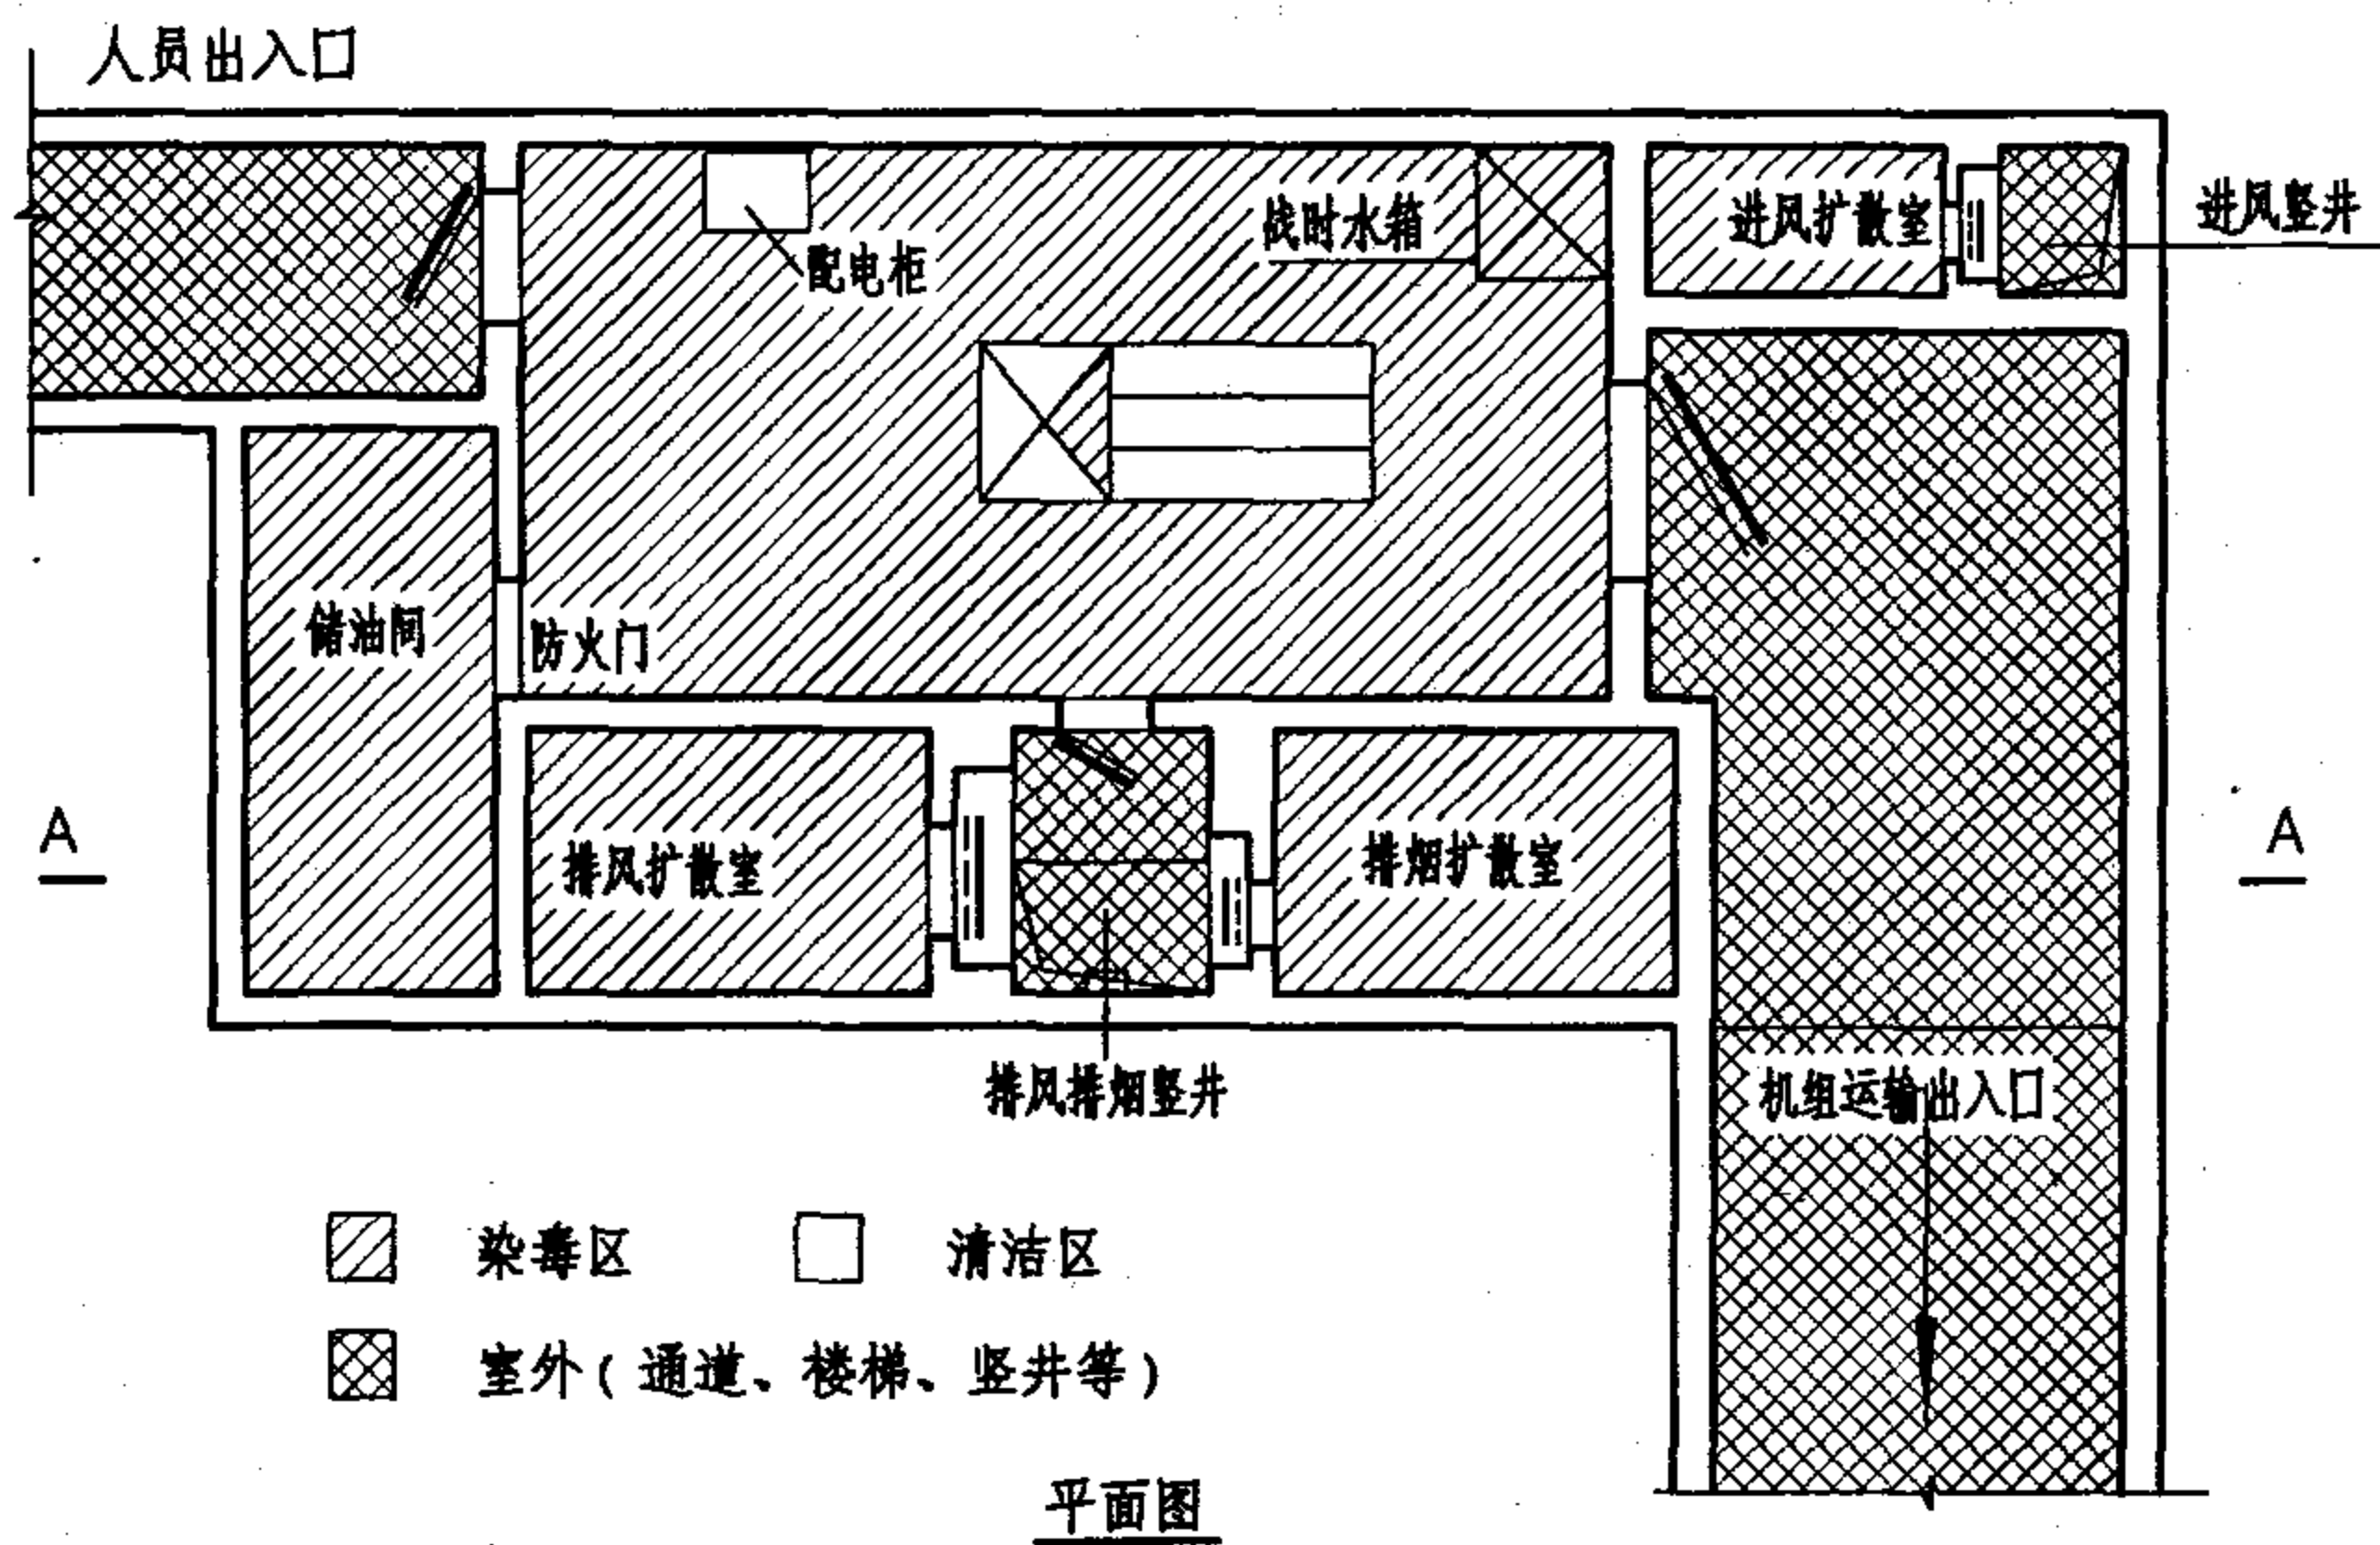 人员出入口
进风竖井
进风扩散室
战时水箱
配电柜
储油间
防火门
A
A
排风扩散室
排烟扩散室
排风排烟竖井
机组运输出入口
染毒区
清洁区
室外(通道、楼梯、竖井等)
平面图